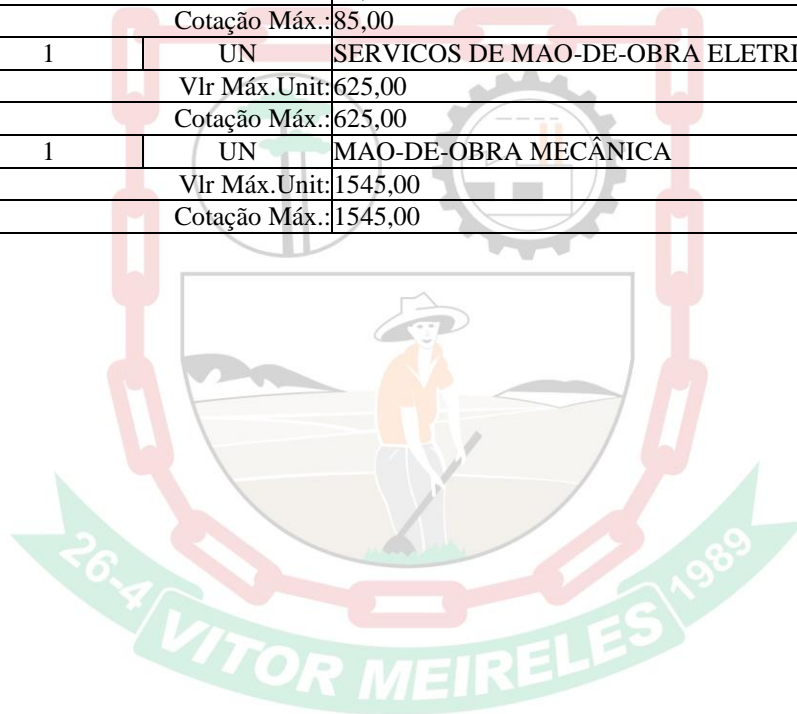 Cotação Máx.: 85,00
1 UN SERVICOS DE MAO-DE-OBRA
Vlr Máx.Unit: 625,00
Cotação Máx.: 625,00
1 UN MAO-DE-OBRA MECÂNICA
Vlr Máx.Unit: 1545,00
Cotação Máx.: 1545,00
26-4 VITOR MEIRELES 1989